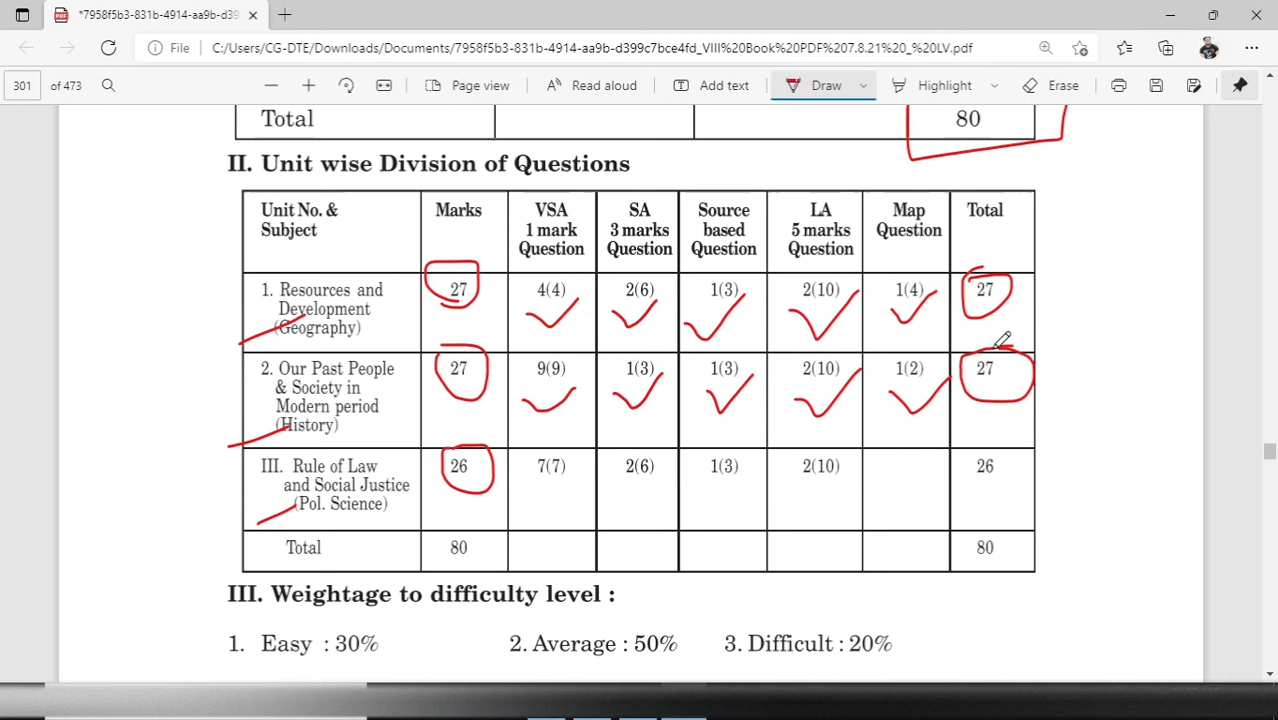 *7958f5b3-831b-4914-aa9b-d39
File C:/Users/CG-DTE/Downloads/Documents/7958f5b3-831b-4914-aa9b-d399c7bce4fd_VIII%20Book%20PDF%207.8.21%20_%20LV.pdf
301 of 473 Page view Read aloud Add text Draw Highlight Erase
Total 80
II. Unit wise Division of Questions
Unit No. & Subject Marks VSA 1 mark Question SA 3 marks Question Source based Question LA 5 marks Question Map Question Total
1. Resources and Development (Geography) 27 4(4) 2(6) 1(3) 2(10) 1(4) 27
2. Our Past People & Society in Modern period (History) 27 9(9) 1(3) 1(3) 2(10) 1(2) 27
III. Rule of Law and Social Justice (Pol. Science) 26 7(7) 2(6) 1(3) 2(10) 26
Total 80 80
III. Weightage to difficulty level :
1. Easy : 30% 2. Average : 50% 3. Difficult : 20%